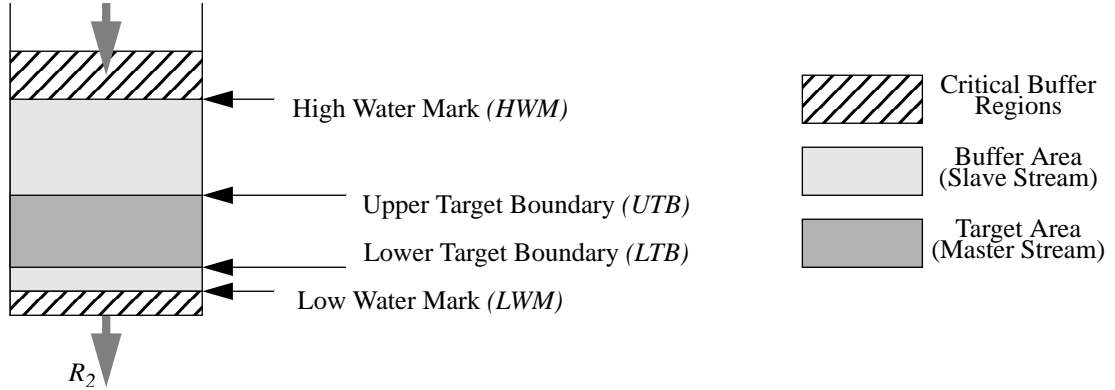 High Water Mark (HWM)
Upper Target Boundary (UTB)
Lower Target Boundary (LTB)
Low Water Mark (LWM)
R2
Critical Buffer
Regions
Buffer Area
(Slave Stream)
Target Area
(Master Stream)